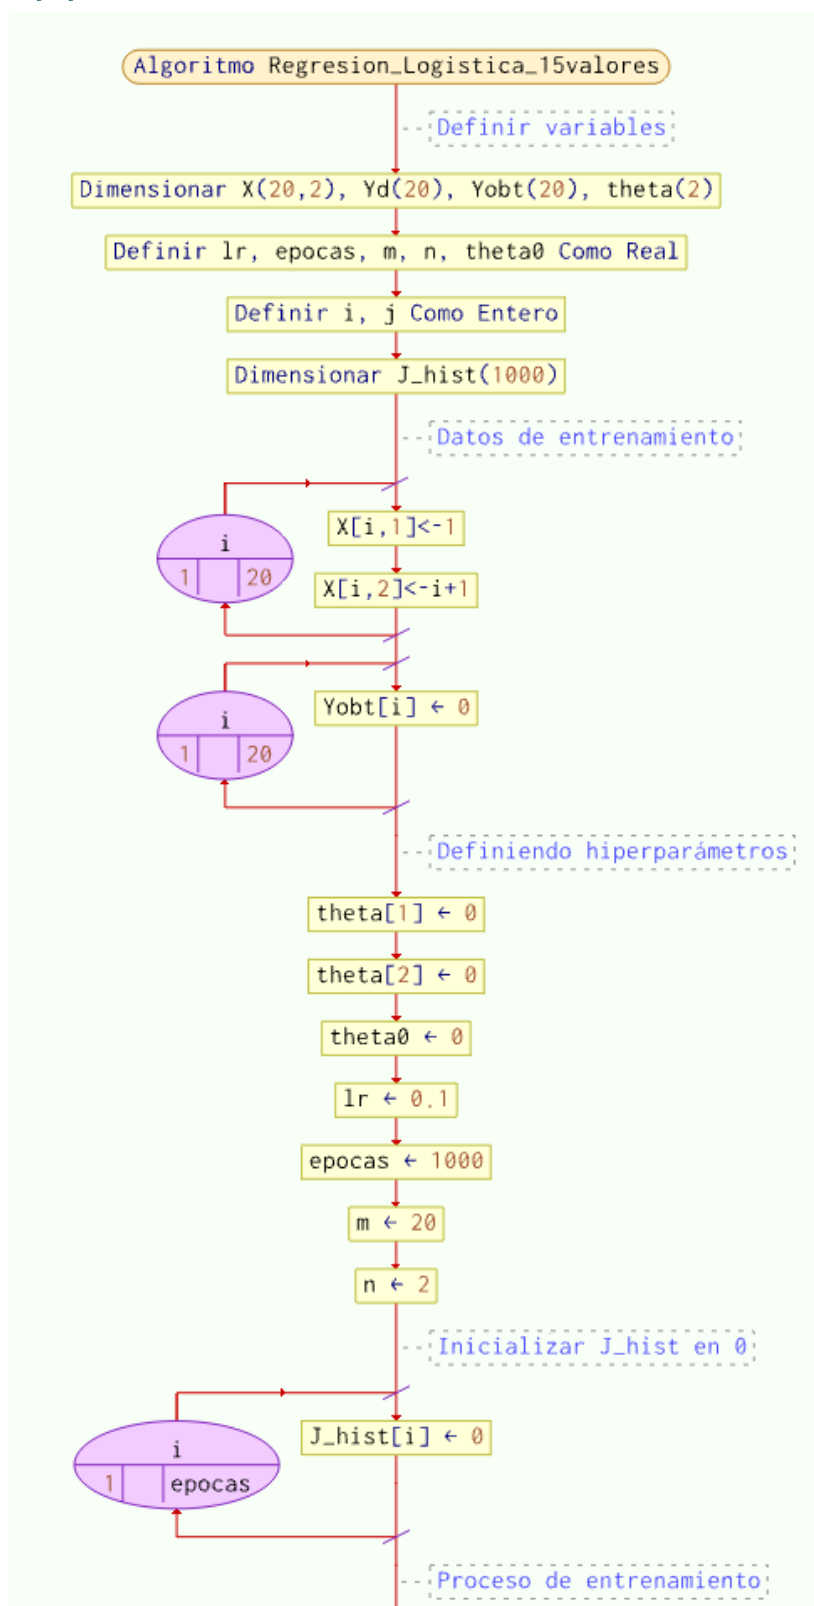 Algoritmo Regresion_Logistica_15valores
Definir variables
Dimensionar X(20,2), Yd(20), Yobt(20), theta(2)
Definir lr, epocas, m, n, theta0 Como Real
Definir i, j Como Entero
Dimensionar J_hist(1000)
Datos de entrenamiento
i
1 20
X[i,1]<-1
X[i,2]<-i+1
i
1 20
Yobt[i] ← 0
Definiendo hiperparámetros
theta[1] ← 0
theta[2] ← 0
theta0 ← 0
lr ← 0.1
epocas ← 1000
m ← 20
n ← 2
Inicializar J_hist en 0
i
1 epocas
J_hist[i] ← 0
Proceso de entrenamiento